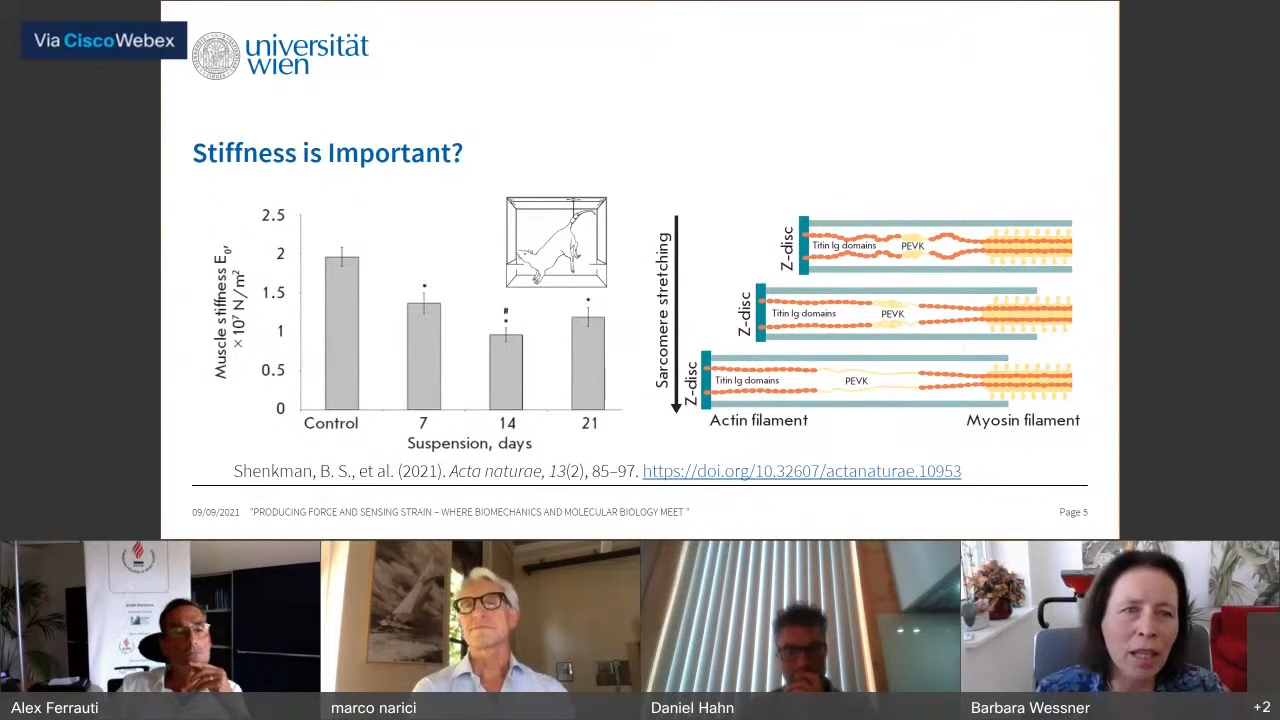 Via CiscoWebex
universität
wien
Stiffness is Important?
Muscle stiffness E0,
×10⁷ N/m²
2.5
2
1.5
1
0.5
0
•
#
•
•
Control
7
14
21
Suspension, days
Sarcomere stretching
Z-disc
Titin Ig domains
PEVK
Z-disc
Titin Ig domains
PEVK
Z-disc
Titin Ig domains
PEVK
Actin filament
Myosin filament
Shenkman, B. S., et al. (2021). Acta naturae, 13(2), 85–97. https://doi.org/10.32607/actanaturae.10953
09/09/2021 "PRODUCING FORCE AND SENSING STRAIN – WHERE BIOMECHANICS AND MOLECULAR BIOLOGY MEET "
Page 5
Alex Ferrauti
marco narici
Daniel Hahn
Barbara Wessner
+2